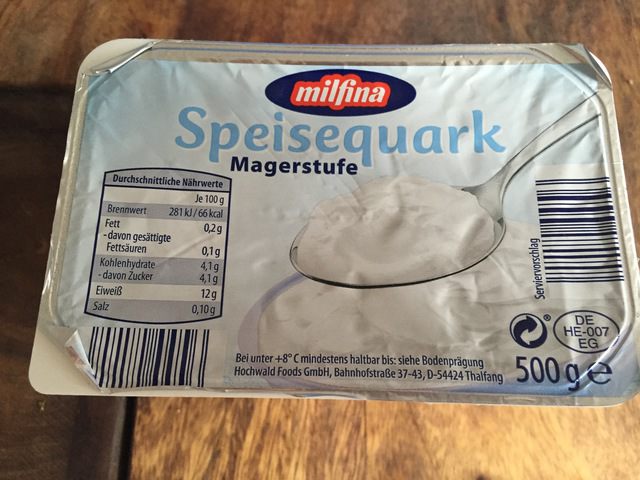 milfina
Speisequark
Magerstufe
Durchschnittliche Nährwerte
Je 100 g
Brennwert 281 kJ / 66 kcal
Fett 0,2 g
- davon gesättigte
Fettsäuren 0,1 g
Kohlenhydrate 4,1 g
- davon Zucker 4,1 g
Eiweiß 12 g
Salz 0,10 g
Serviervorschlag
Bei unter +8° C mindestens haltbar bis: siehe Bodenprägung
Hochwald Foods GmbH, Bahnhofstraße 37-43, D-54424 Thalfang
500 g e
®
DE
HE-007
EG